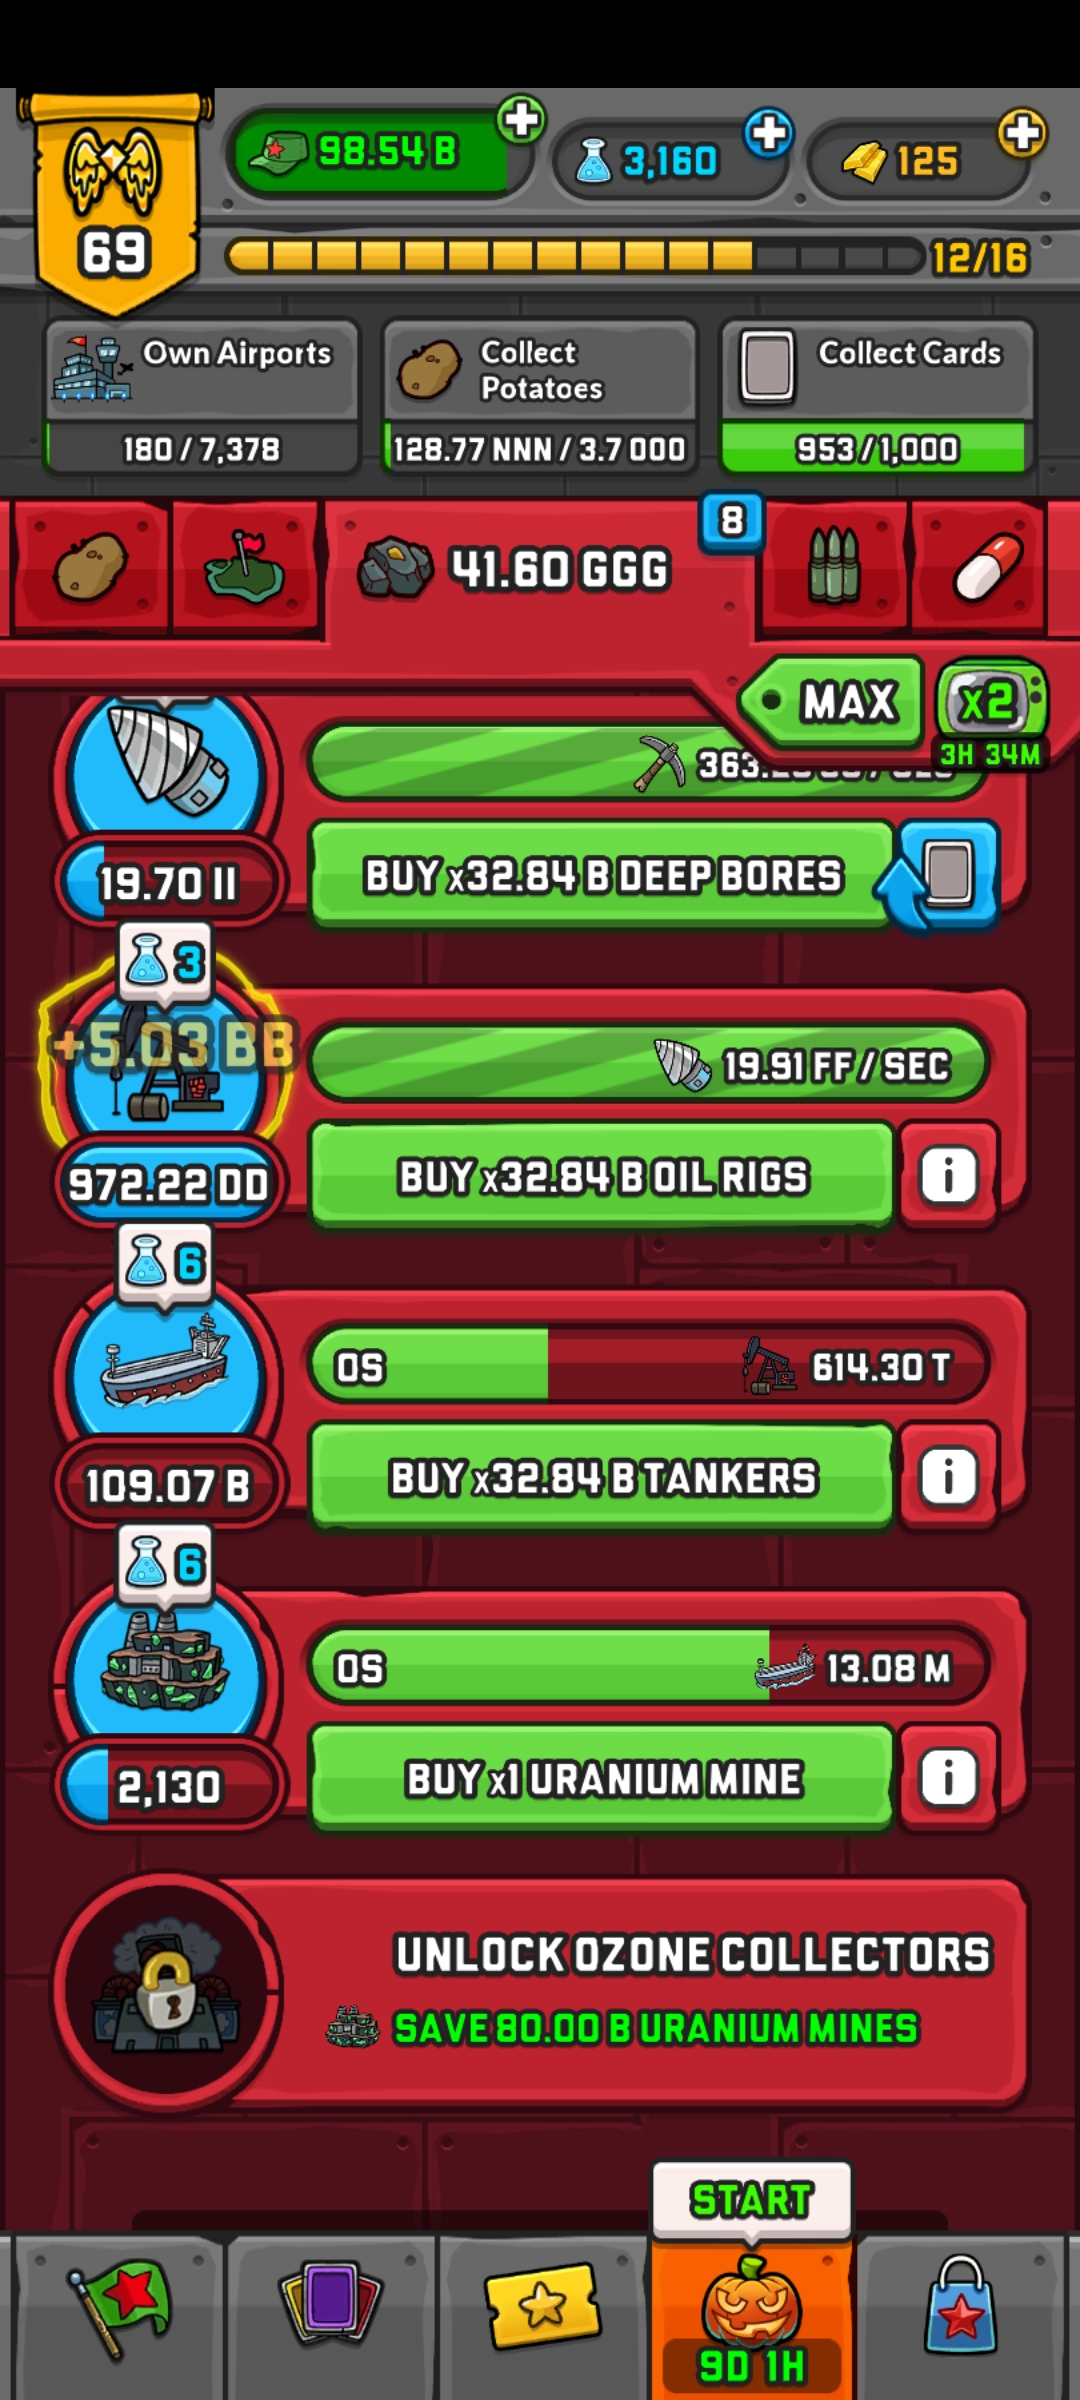 98.54 B
3,160
125
69
12/16
Own Airports
180 / 7,378
Collect
Potatoes
128.77 NNN / 3.7 OOO
Collect Cards
953 / 1,000
41.60 GGG
8
MAX
x2
3H 34M
19.70 II
BUY x32.84 B DEEP BORES
3
+5.03 BB
19.91 FF / SEC
972.22 DD
BUY x32.84 B OIL RIGS
6
0S
614.30 T
109.07 B
BUY x32.84 B TANKERS
6
0S
13.08 M
2,130
BUY x1 URANIUM MINE
UNLOCK OZONE COLLECTORS
SAVE 80.00 B URANIUM MINES
START
9D 1H